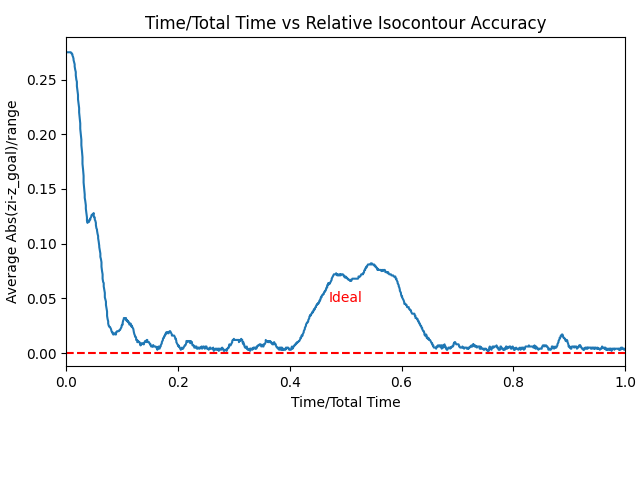 Time/Total Time vs Relative Isocontour Accuracy
Average Abs(zi-z_goal)/range
0.25
0.20
0.15
0.10
0.05
0.00
Ideal
0.0 0.2 0.4 0.6 0.8 1.0
Time/Total Time